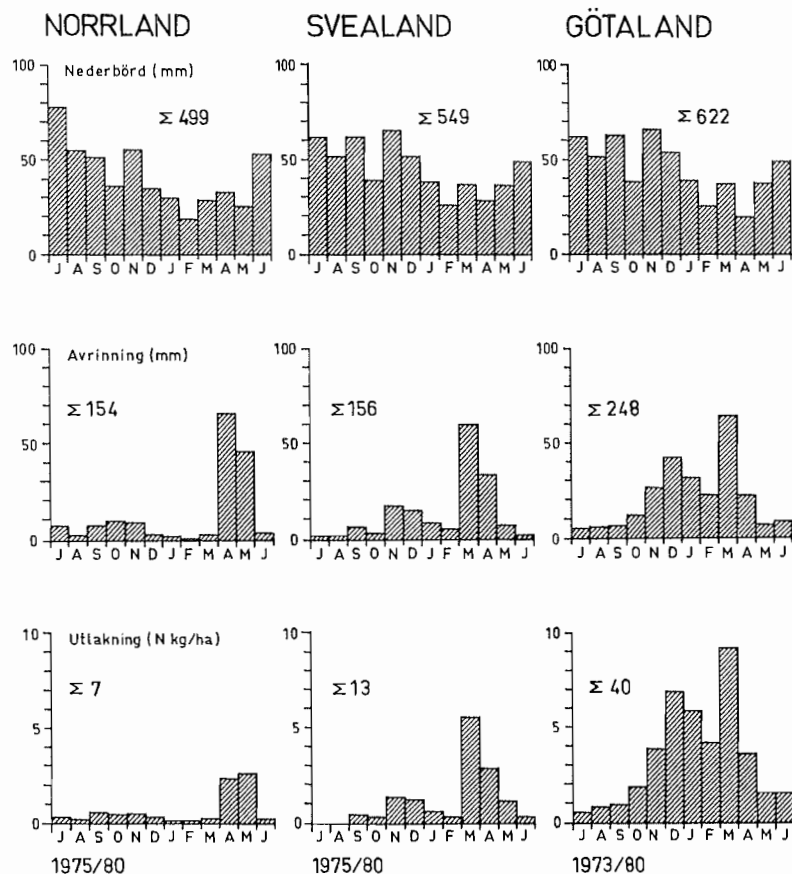 NORRLAND SVEALAND GÖTALAND
Nederbörd (mm)
100 100 100
Σ 499 Σ 549 Σ 622
50 50 50
0 0 0
J A S O N D J F M A M J J A S O N D J F M A M J J A S O N D J F M A M J
Avrinning (mm)
100 100 100
Σ 154 Σ 156 Σ 248
50 50 50
0 0 0
J A S O N D J F M A M J J A S O N D J F M A M J J A S O N D J F M A M J
Utlakning (N kg/ha)
10 10 10
Σ 7 Σ 13 Σ 40
5 5 5
0 0 0
J A S O N D J F M A M J J A S O N D J F M A M J J A S O N D J F M A M J
1975/80 1975/80 1973/80